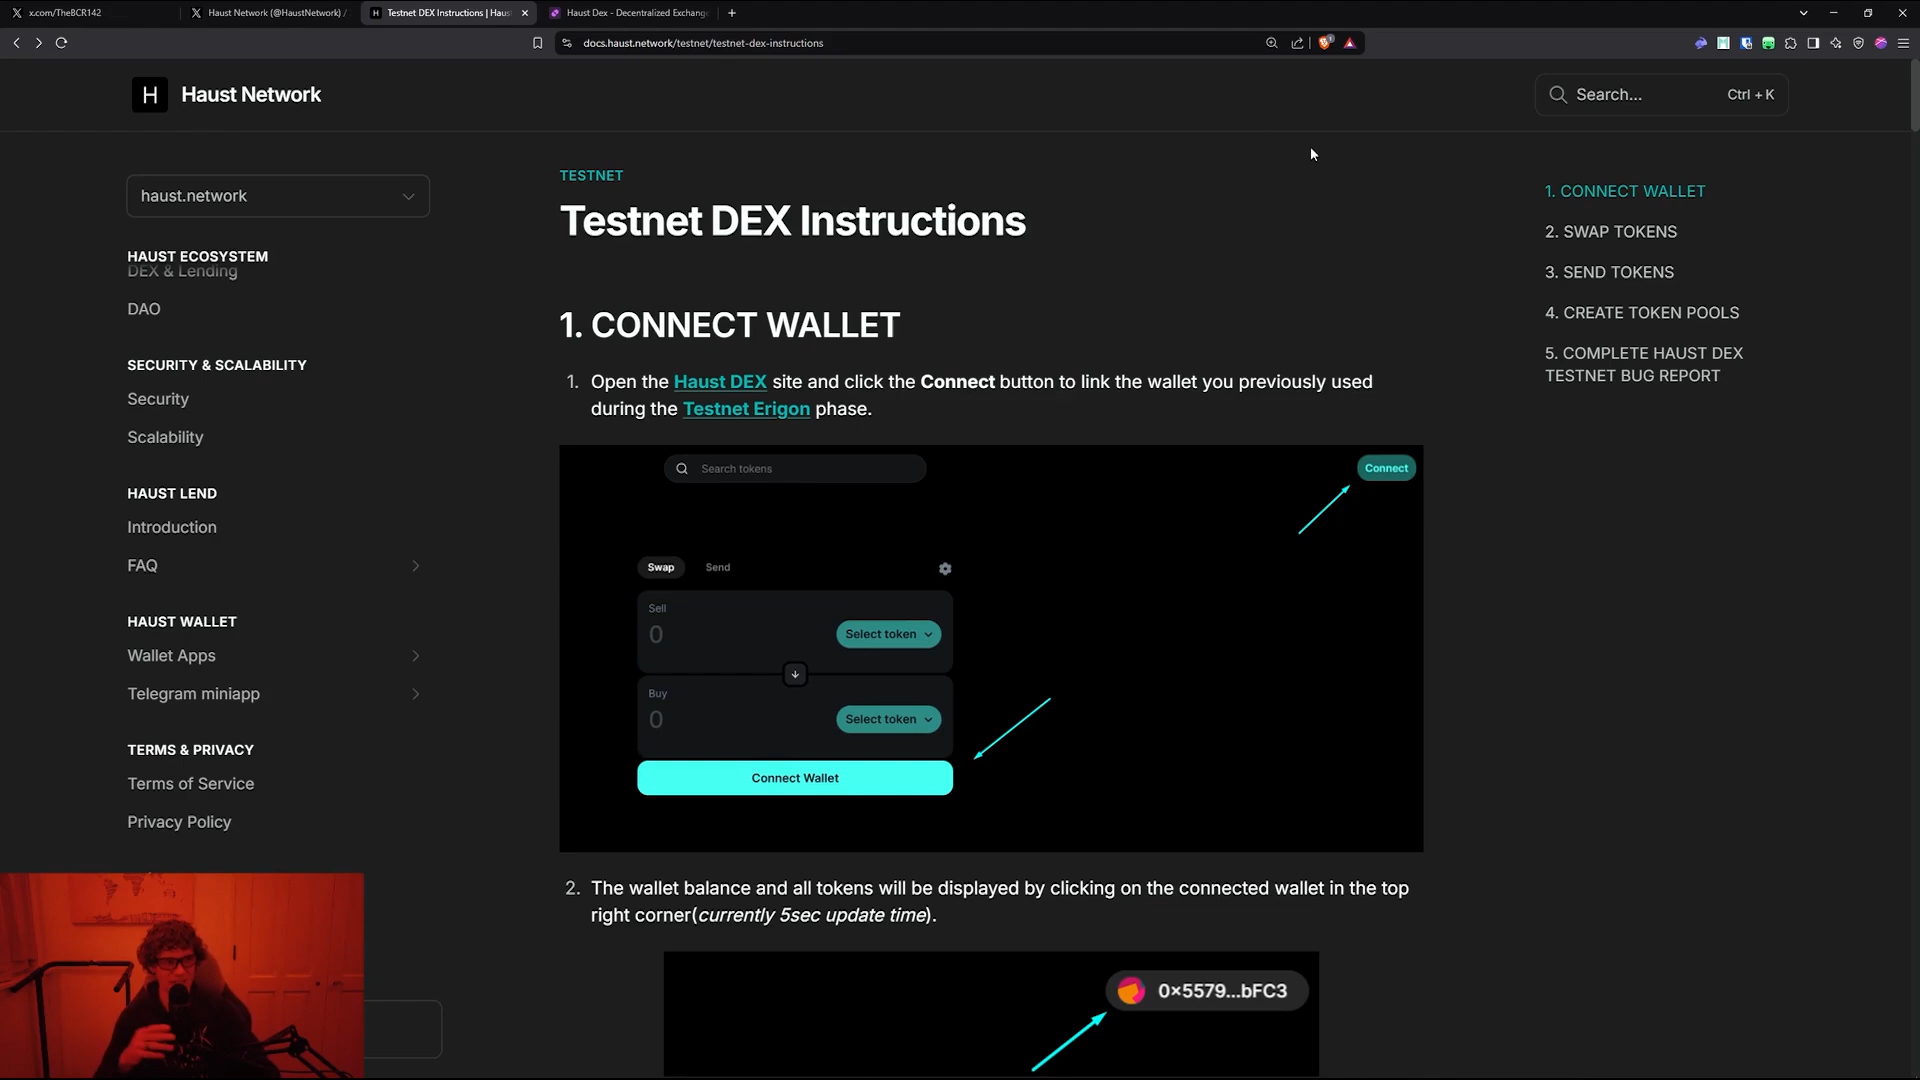 x.com/TheBCR142
Haust Network (@HaustNetwork) /
Testnet DEX Instructions | Haus
Haust Dex - Decentralized Exchang
docs.haust.network/testnet/testnet-dex-instructions
H
Haust Network
Search...
Ctrl + K
haust.network
HAUST ECOSYSTEM
DEX & Lending
DAO
SECURITY & SCALABILITY
Security
Scalability
HAUST LEND
Introduction
FAQ
HAUST WALLET
Wallet Apps
Telegram miniapp
TERMS & PRIVACY
Terms of Service
Privacy Policy
TESTNET
Testnet DEX Instructions
1. CONNECT WALLET
1. Open the Haust DEX site and click the Connect button to link the wallet you previously used
during the Testnet Erigon phase.
Search tokens
Connect
Swap
Send
Sell
0
Select token
Buy
0
Select token
Connect Wallet
2. The wallet balance and all tokens will be displayed by clicking on the connected wallet in the top
right corner(currently 5sec update time).
0x5579...bFC3
1. CONNECT WALLET
2. SWAP TOKENS
3. SEND TOKENS
4. CREATE TOKEN POOLS
5. COMPLETE HAUST DEX
TESTNET BUG REPORT